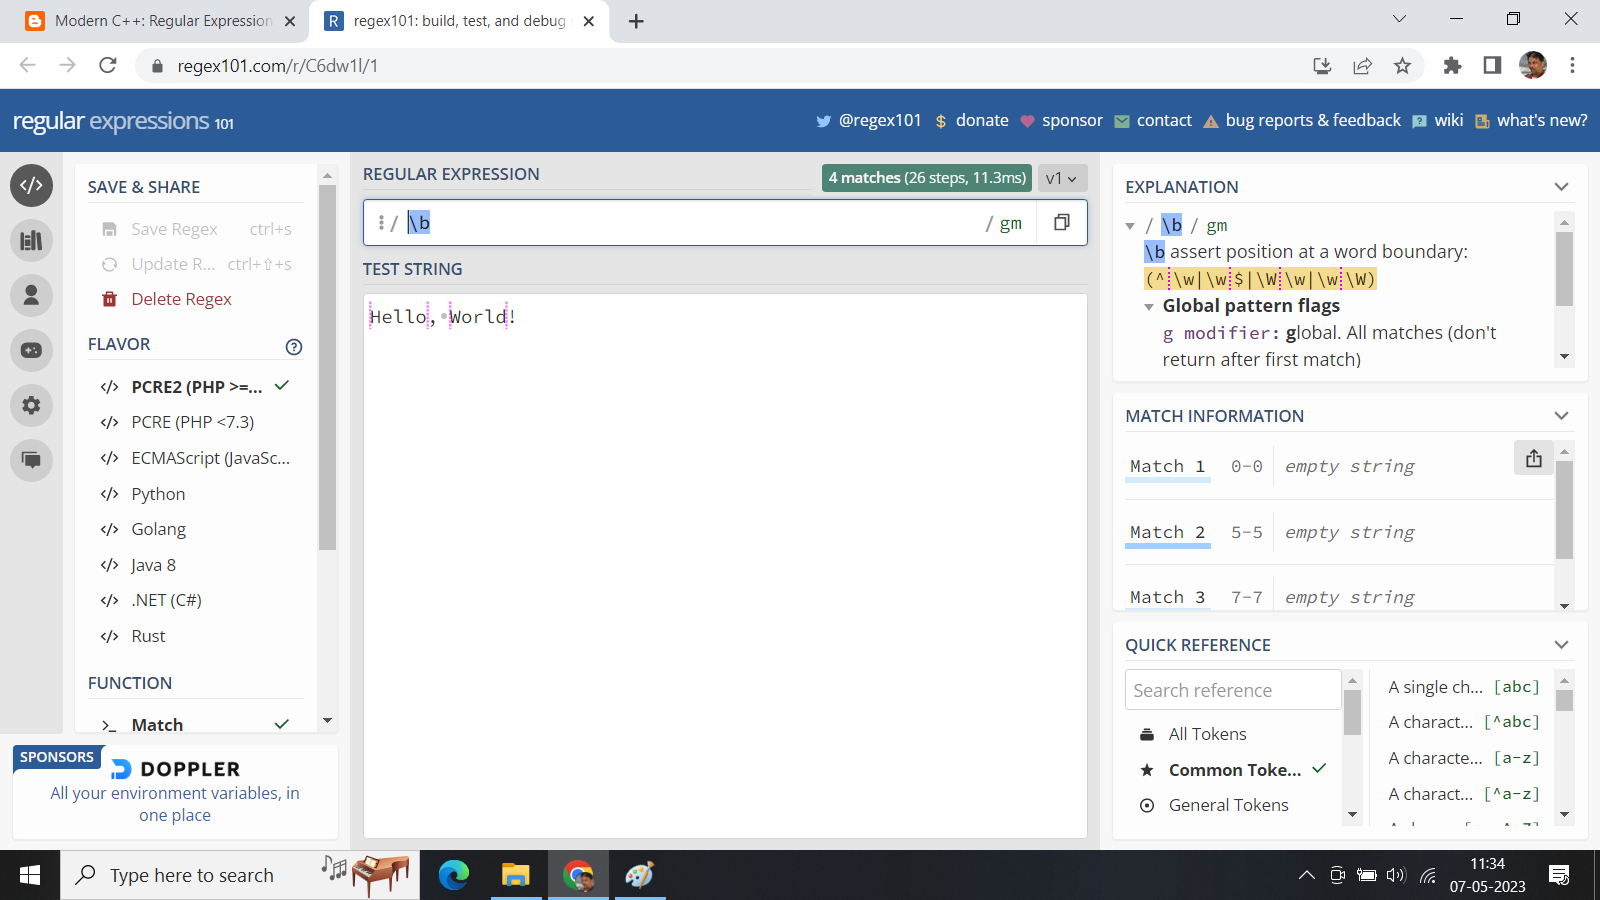 Modern C++: Regular Expression
regex101: build, test, and debug
regex101.com/r/C6dw1l/1
regular expressions 101
@regex101
$ donate
sponsor
contact
bug reports & feedback
wiki
what's new?
SAVE & SHARE
Save Regex ctrl+s
Update R... ctrl+⇧+s
Delete Regex
FLAVOR
</> PCRE2 (PHP >=...
</> PCRE (PHP <7.3)
</> ECMAScript (JavaSc...
</> Python
</> Golang
</> Java 8
</> .NET (C#)
</> Rust
FUNCTION
>_ Match
SPONSORS
DOPPLER
All your environment variables, in
one place
REGULAR EXPRESSION
4 matches (26 steps, 11.3ms)
v1
/ \b / gm
TEST STRING
Hello,·World!
EXPLANATION
/ \b / gm
\b assert position at a word boundary:
(^\w|\w$|\W\w|\w\W)
Global pattern flags
g modifier: global. All matches (don't
return after first match)
MATCH INFORMATION
Match 1 0-0 empty string
Match 2 5-5 empty string
Match 3 7-7 empty string
QUICK REFERENCE
Search reference
All Tokens
Common Toke...
General Tokens
A single ch... [abc]
A charact... [^abc]
A characte... [a-z]
A charact... [^a-z]
Type here to search
11:34
07-05-2023